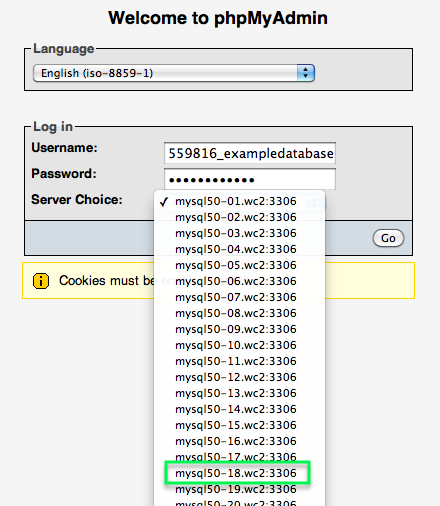 Welcome to phpMyAdmin
Language
English (iso-8859-1)
Log in
Username:
559816_exampledatabase
Password:
Server Choice:
✓ mysql50-01.wc2:3306
mysql50-02.wc2:3306
mysql50-03.wc2:3306
mysql50-04.wc2:3306
mysql50-05.wc2:3306
mysql50-06.wc2:3306
mysql50-07.wc2:3306
mysql50-08.wc2:3306
mysql50-09.wc2:3306
mysql50-10.wc2:3306
mysql50-11.wc2:3306
mysql50-12.wc2:3306
mysql50-13.wc2:3306
mysql50-14.wc2:3306
mysql50-15.wc2:3306
mysql50-16.wc2:3306
mysql50-17.wc2:3306
mysql50-18.wc2:3306
mysql50-19.wc2:3306
mysql50-20.wc2:3306
Go
Cookies must be